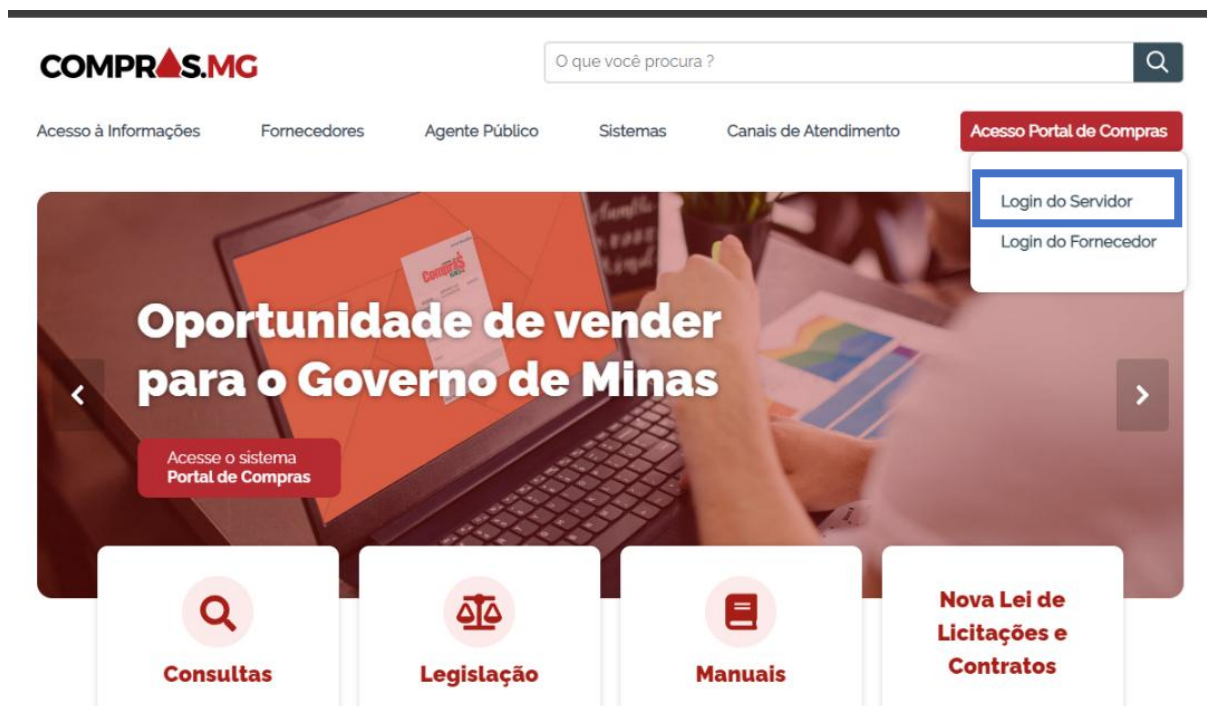 COMPRAS.MG
O que você procura ?
Acesso à Informações
Fornecedores
Agente Público
Sistemas
Canais de Atendimento
Acesso Portal de Compras
Login do Servidor
Login do Fornecedor
Compras
Oportunidade de vender
para o Governo de Minas
Acesse o sistema
Portal de Compras
Consultas
Legislação
Manuais
Nova Lei de
Licitações e
Contratos